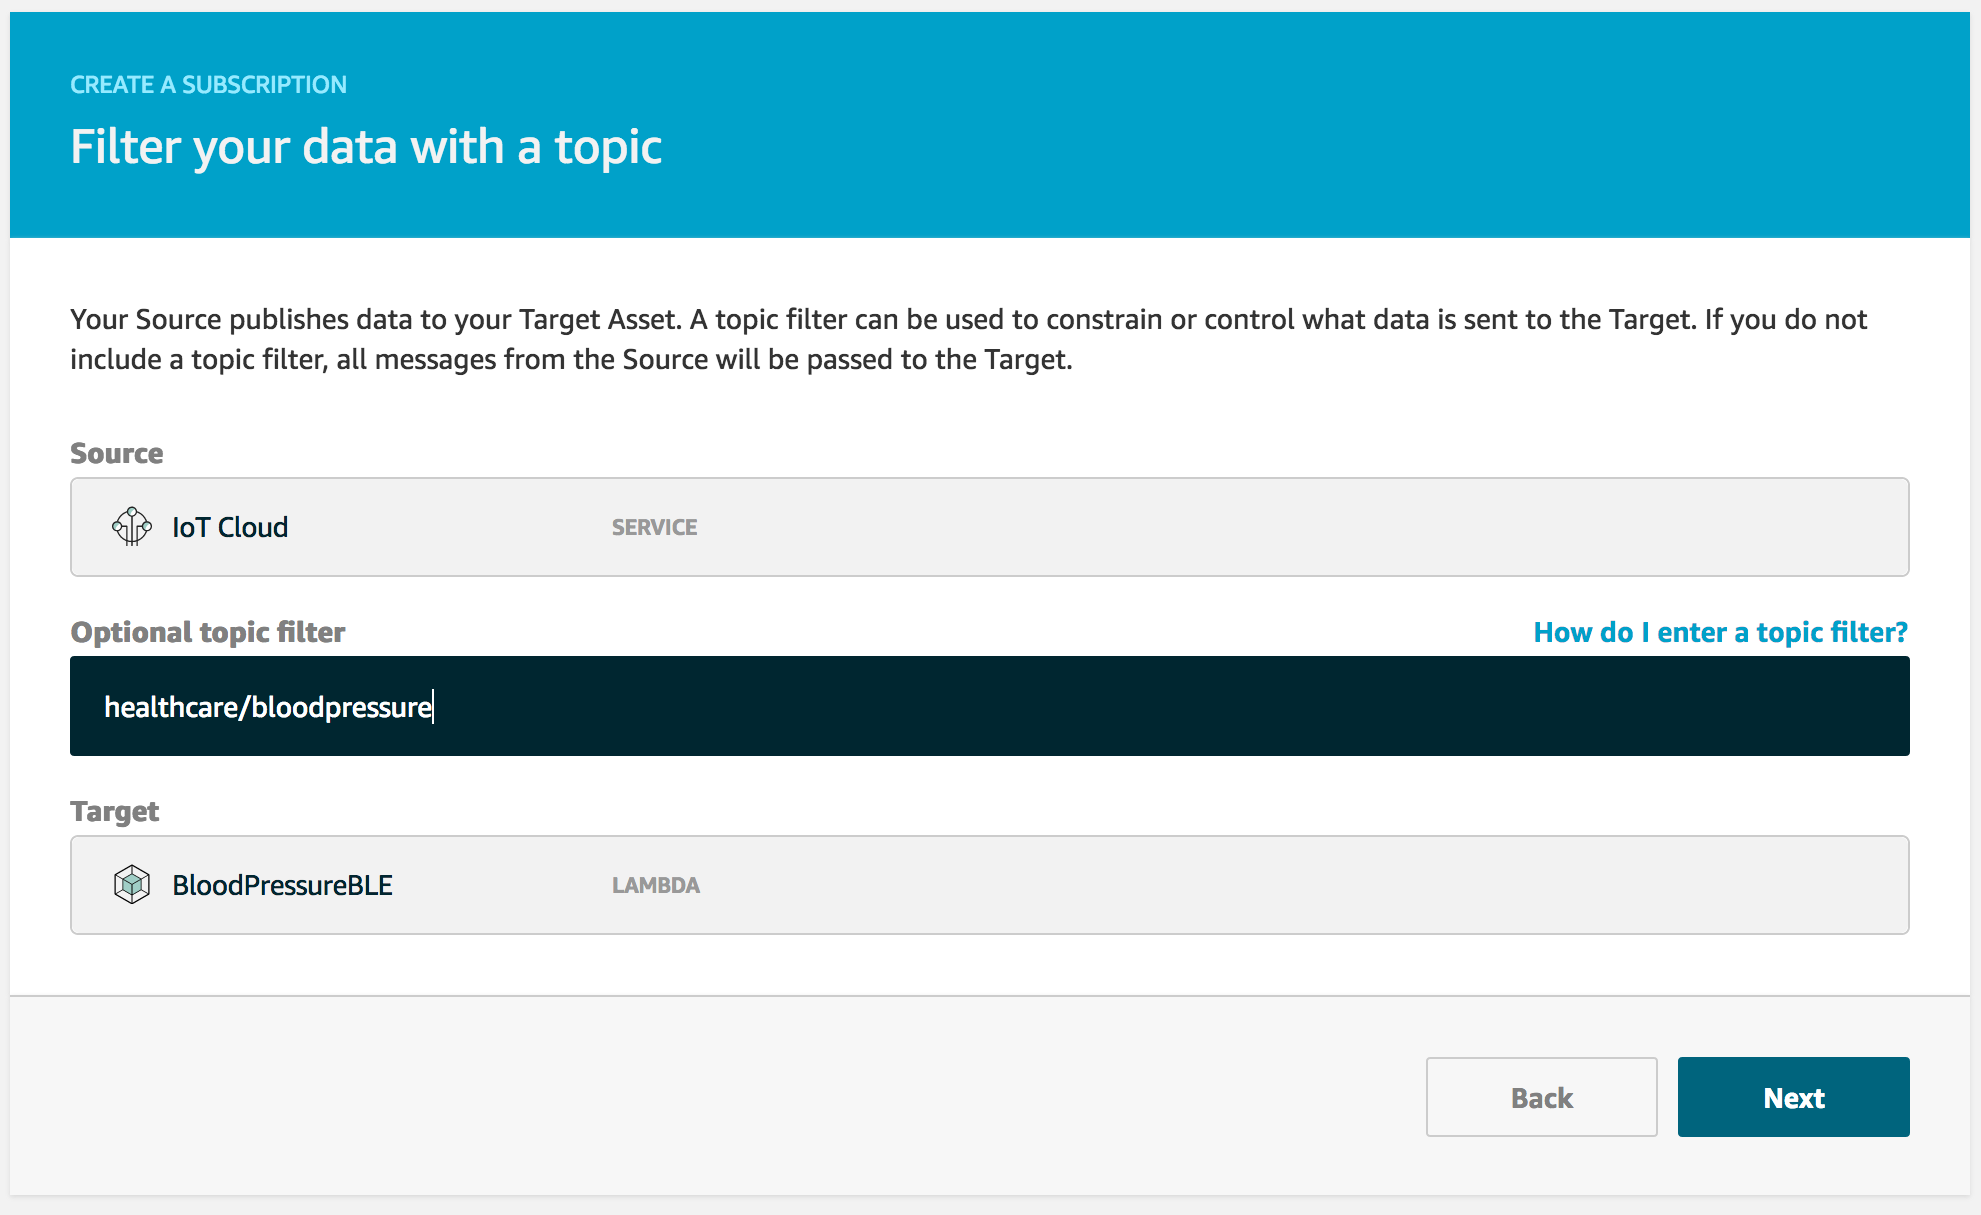 CREATE A SUBSCRIPTION
Filter your data with a topic
Your Source publishes data to your Target Asset. A topic filter can be used to constrain or control what data is sent to the Target. If you do not
include a topic filter, all messages from the Source will be passed to the Target.
Source
IoT Cloud SERVICE
Optional topic filter How do I enter a topic filter?
healthcare/bloodpressure
Target
BloodPressureBLE LAMBDA
Back Next